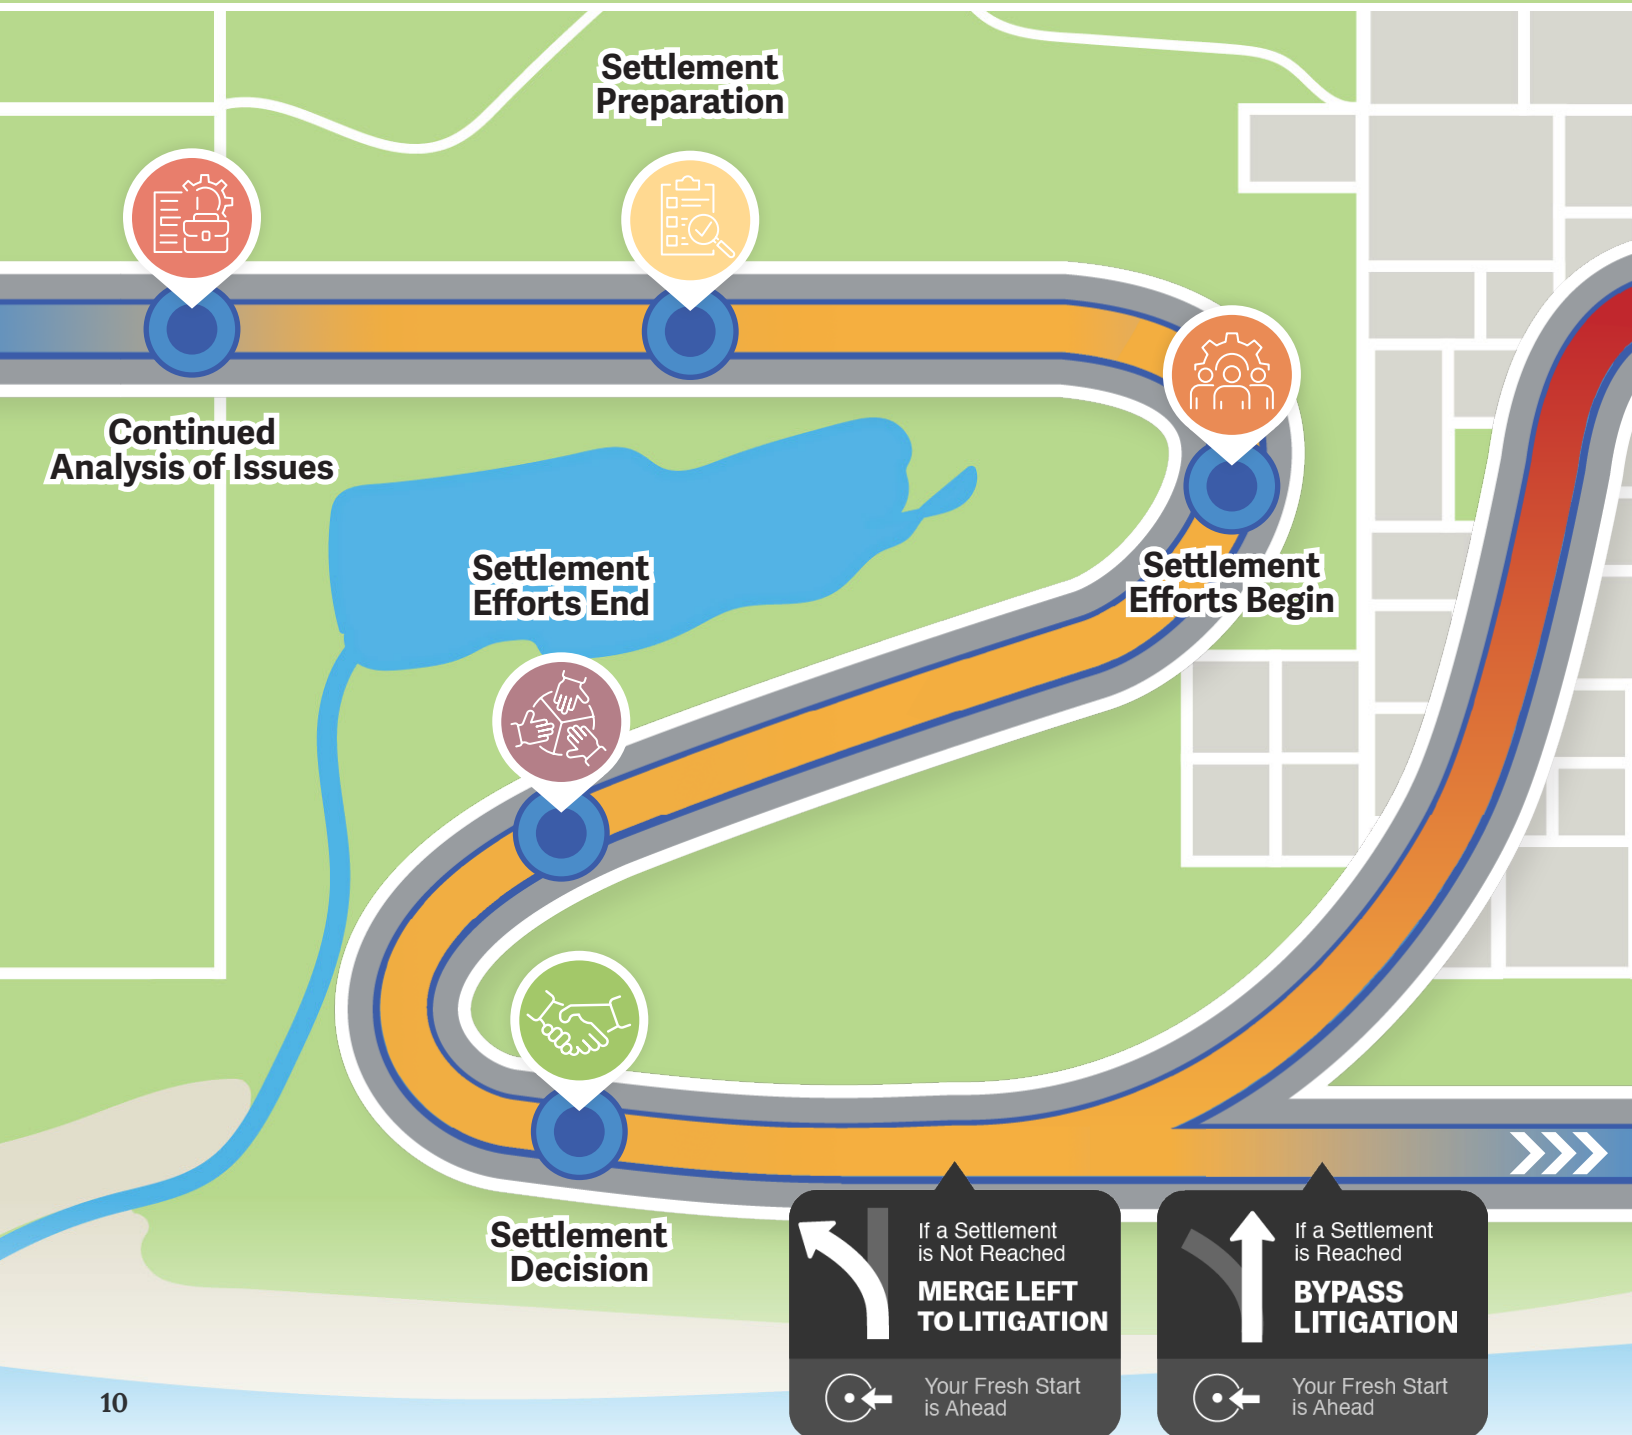 Settlement
Preparation
Continued
Analysis of Issues
Settlement
Efforts Begin
Settlement
Efforts End
Settlement
Decision
If a Settlement
is Not Reached
MERGE LEFT
TO LITIGATION
Your Fresh Start
is Ahead
If a Settlement
is Reached
BYPASS
LITIGATION
Your Fresh Start
is Ahead
10